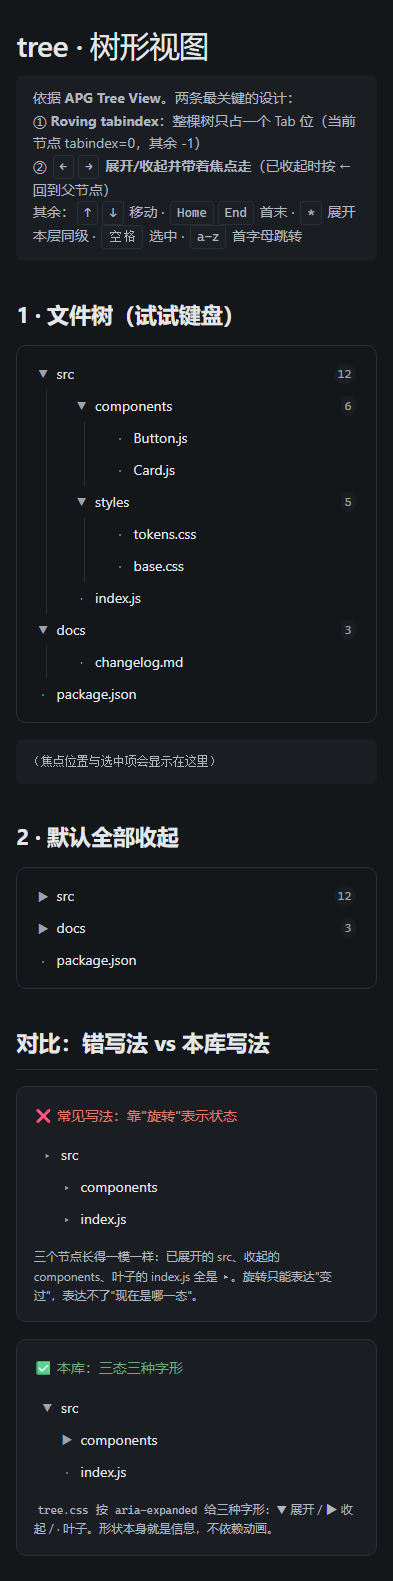 tree · 树形视图
依据 APG Tree View。两条最关键的设计：
① Roving tabindex：整棵树只占一个 Tab 位（当前
节点 tabindex=0，其余 -1）
② ← → 展开/收起并带着焦点走（已收起时按 ←
回到父节点）
其余： ↑ ↓ 移动 · Home End 首末 · * 展开
本层同级 · 空格 选中 · a-z 首字母跳转
1 · 文件树（试试键盘）
▼ src 12
▼ components 6
· Button.js
· Card.js
▼ styles 5
· tokens.css
· base.css
· index.js
▼ docs 3
· changelog.md
· package.json
（焦点位置与选中项会显示在这里）
2 · 默认全部收起
▶ src 12
▶ docs 3
· package.json
对比：错写法 vs 本库写法
❌ 常见写法：靠"旋转"表示状态
▸ src
▸ components
▸ index.js
三个节点长得一模一样：已展开的 src、收起的
components、叶子的 index.js 全是 ▸。旋转只能表达"变
过"，表达不了"现在是哪一态"。
✅ 本库：三态三种字形
▼ src
▶ components
· index.js
tree.css 按 aria-expanded 给三种字形：▼ 展开 / ▶ 收
起 / · 叶子。形状本身就是信息，不依赖动画。